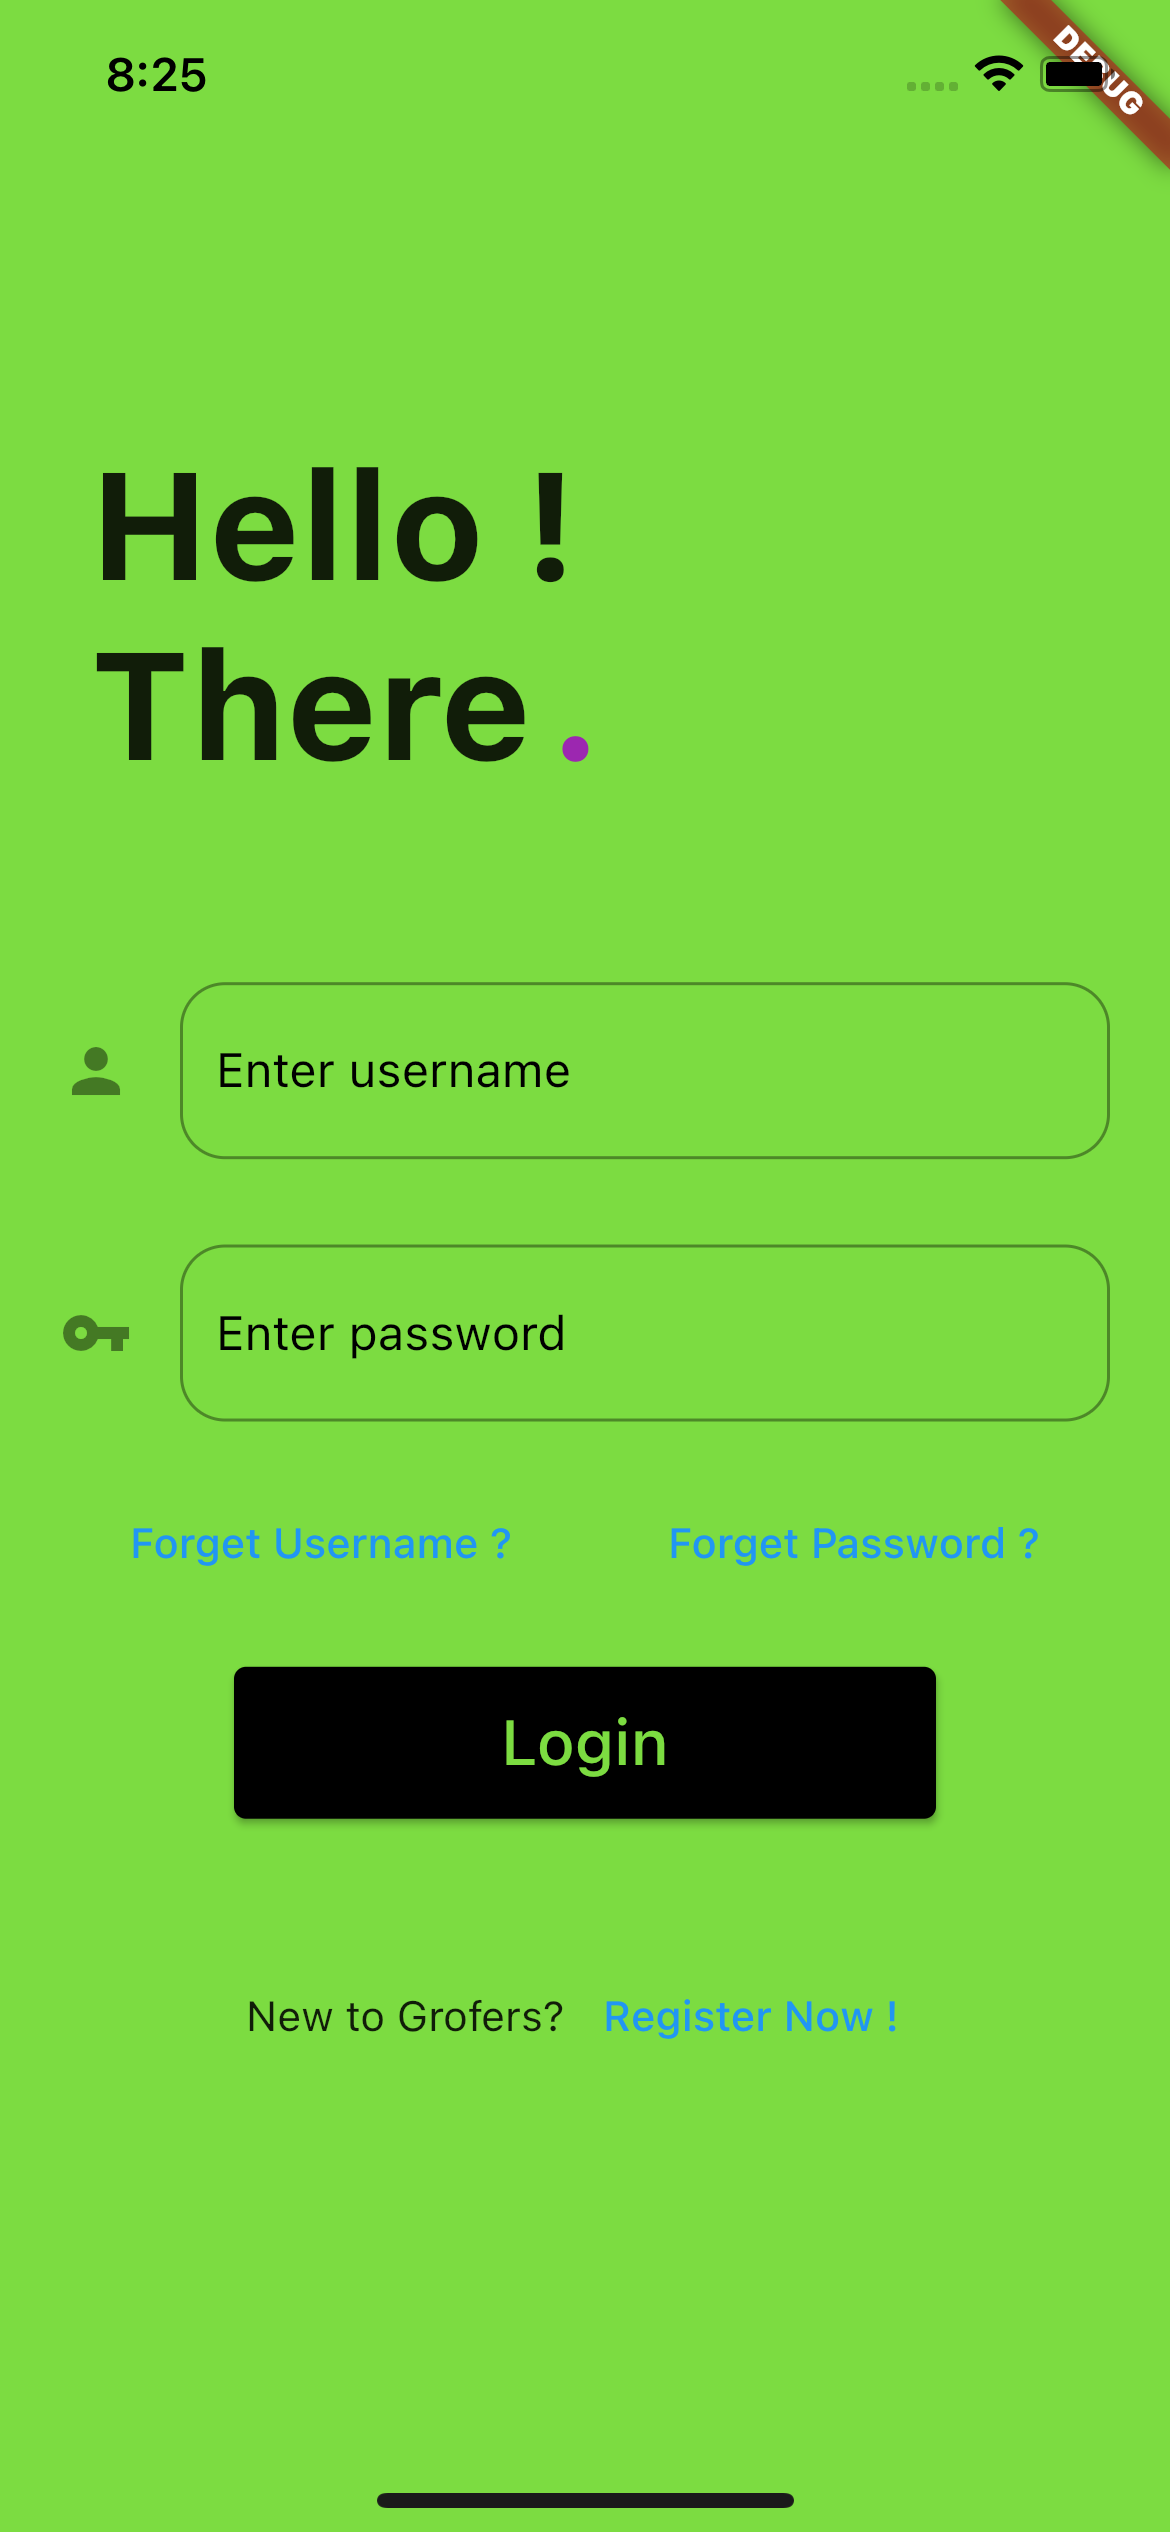 8:25
DEBUG
Hello !
There .
Enter username
Enter password
Forget Username ? Forget Password ?
Login
New to Grofers? Register Now !